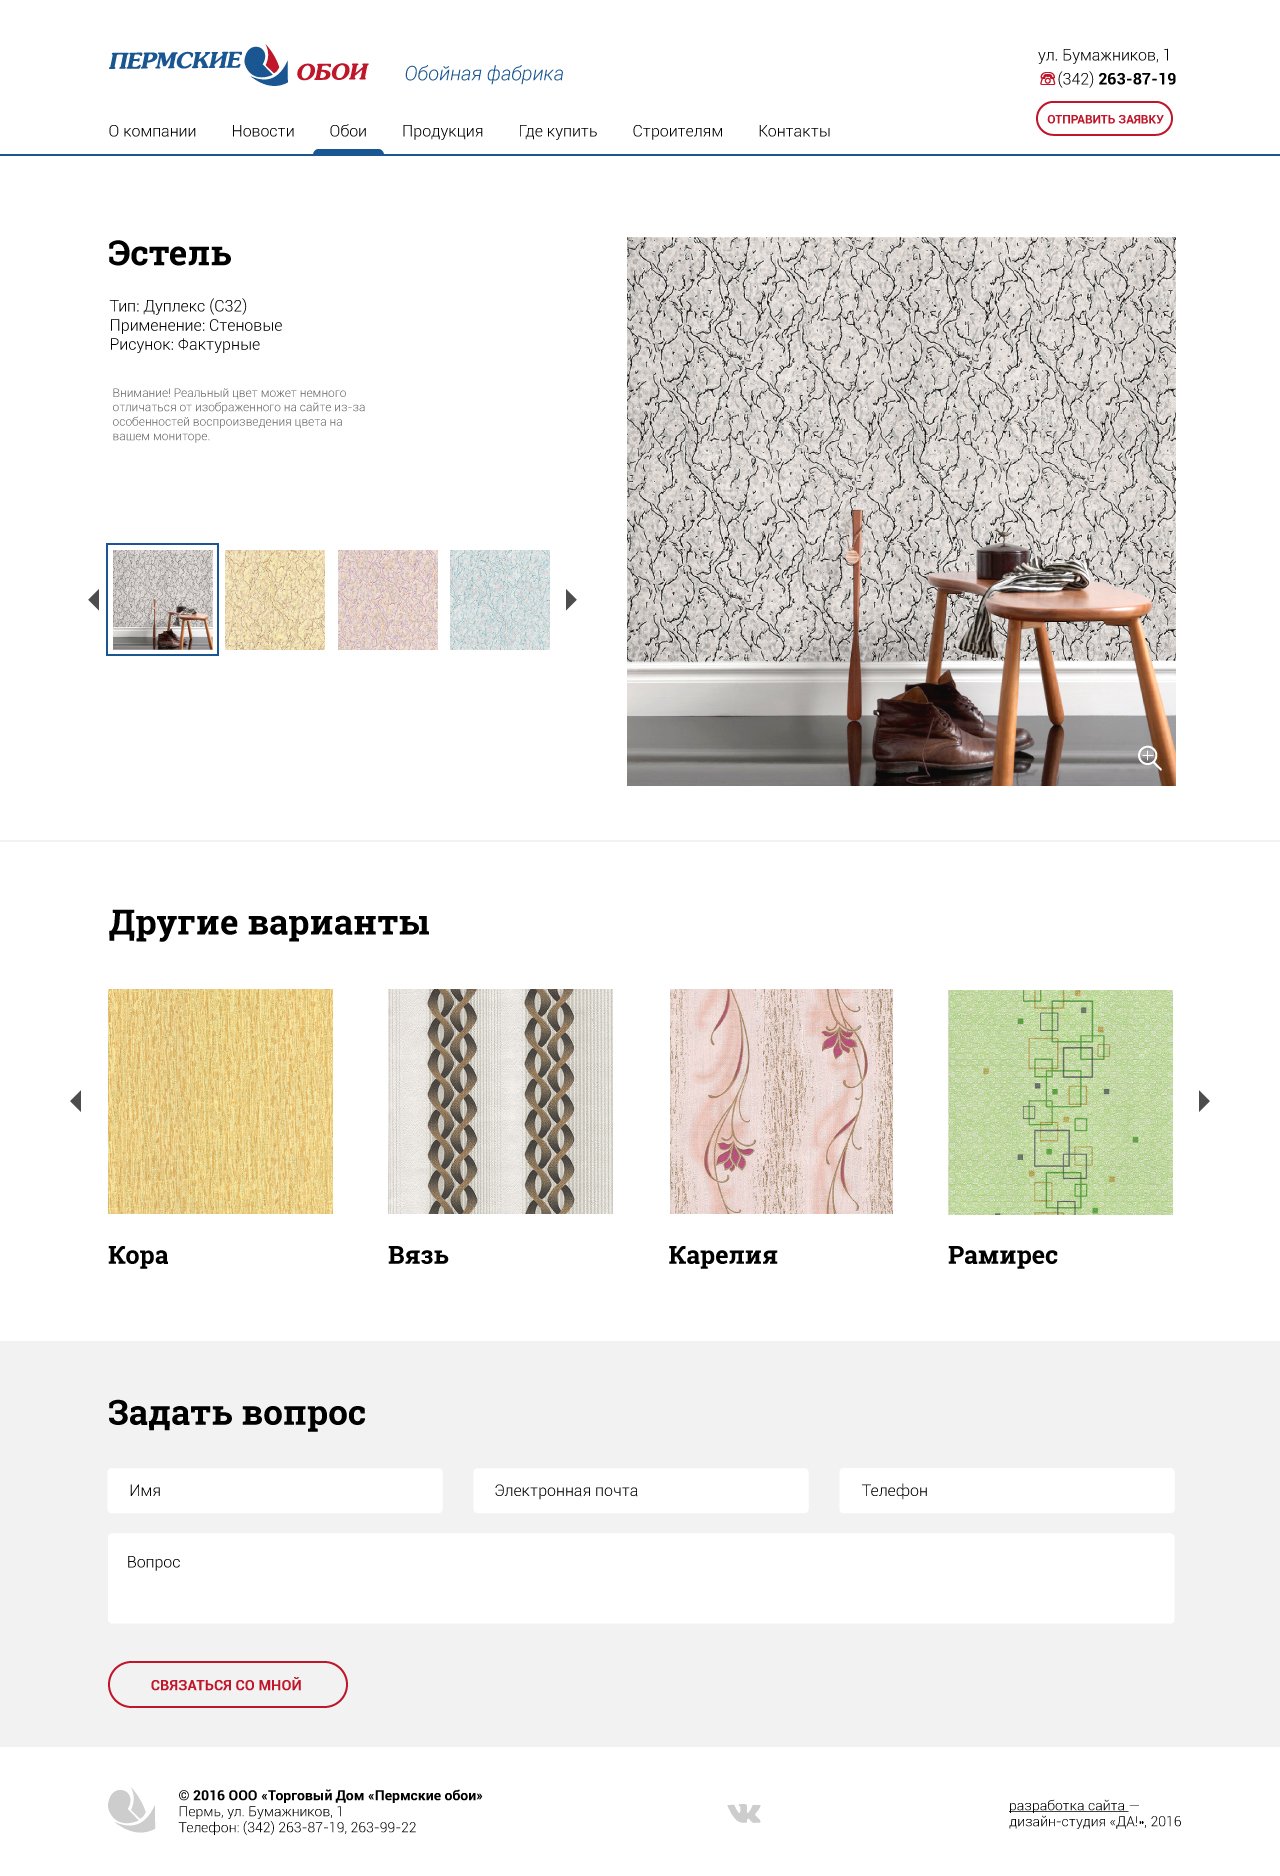 ПЕРМСКИЕ ОБОИ
Обойная фабрика
ул. Бумажников, 1
(342) 263-87-19
ОТПРАВИТЬ ЗАЯВКУ
О компании Новости Обои Продукция Где купить Строителям Контакты
Эстель
Тип: Дуплекс (С32)
Применение: Стеновые
Рисунок: Фактурные
Внимание! Реальный цвет может немного
отличаться от изображенного на сайте из-за
особенностей воспроизведения цвета на
вашем мониторе.
Другие варианты
Кора Вязь Карелия Рамирес
Задать вопрос
Имя Электронная почта Телефон
Вопрос
СВЯЗАТЬСЯ СО МНОЙ
© 2016 ООО «Торговый Дом «Пермские обои»
Пермь, ул. Бумажников, 1
Телефон: (342) 263-87-19, 263-99-22
разработка сайта —
дизайн-студия «ДА!», 2016